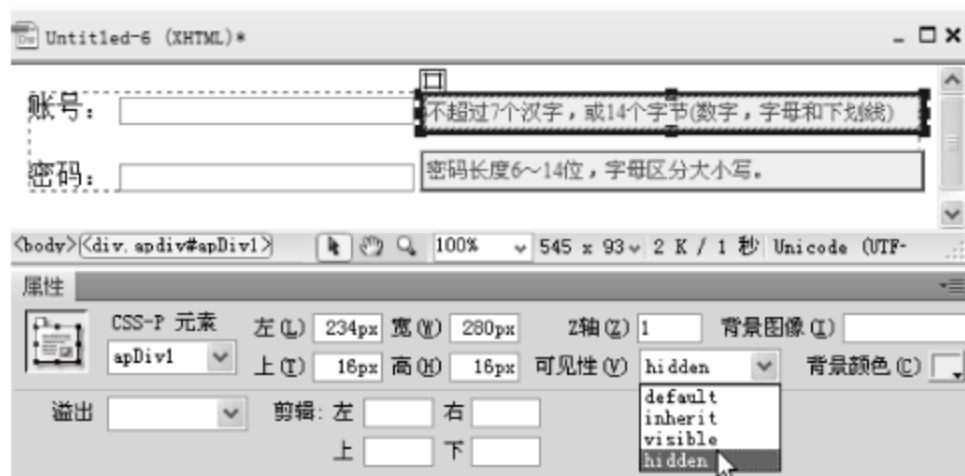 Untitled-6 (XHTML)*
账号： 不超过7个汉字，或14个字节(数字，字母和下划线)
密码： 密码长度6～14位，字母区分大小写。
<body><div.apdiv#apDiv1> 100% 545 x 93 2 K / 1 秒 Unicode (UTF-
属性
CSS-P 元素 左(L) 234px 宽(W) 280px Z轴(Z) 1 背景图像(I)
apDiv1 上(T) 16px 高(H) 16px 可见性(V) hidden 背景颜色(C)
溢出 剪辑: 左 右
上 下
default
inherit
visible
hidden